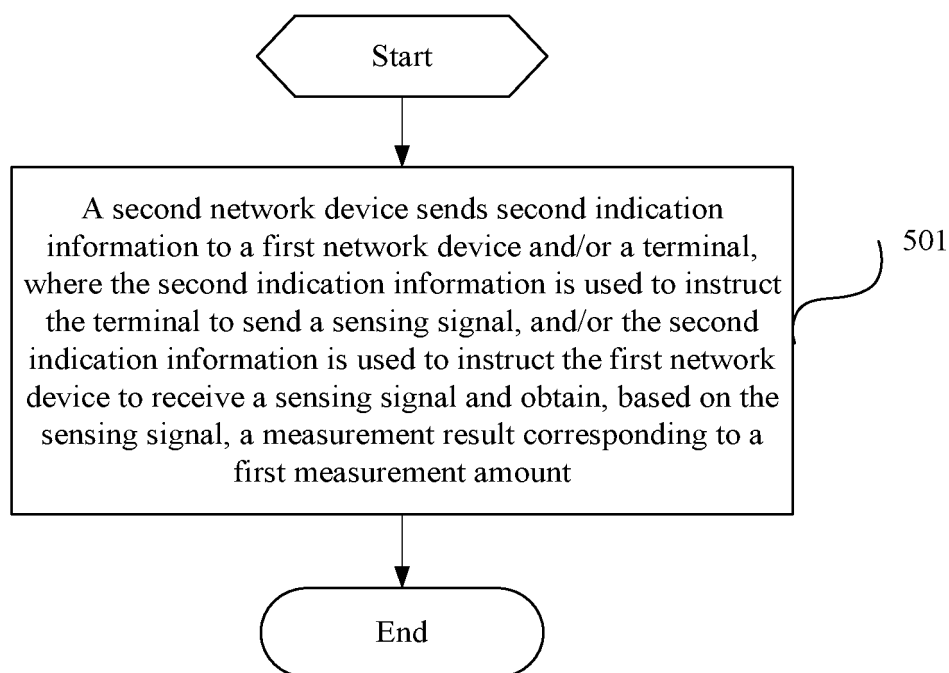 Start
A second network device sends second indication
information to a first network device and/or a terminal,
where the second indication information is used to instruct
the terminal to send a sensing signal, and/or the second
indication information is used to instruct the first network
device to receive a sensing signal and obtain, based on the
sensing signal, a measurement result corresponding to a
first measurement amount
501
End